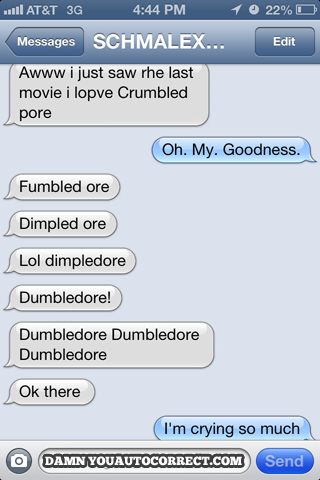 AT&T 3G 4:44 PM 22%
Messages SCHMALEX... Edit
Awww i just saw rhe last
movie i lopve Crumbled
pore
Oh. My. Goodness.
Fumbled ore
Dimpled ore
Lol dimpledore
Dumbledore!
Dumbledore Dumbledore
Dumbledore
Ok there
I'm crying so much
DAMNYOUAUTOCORRECT.COM Send